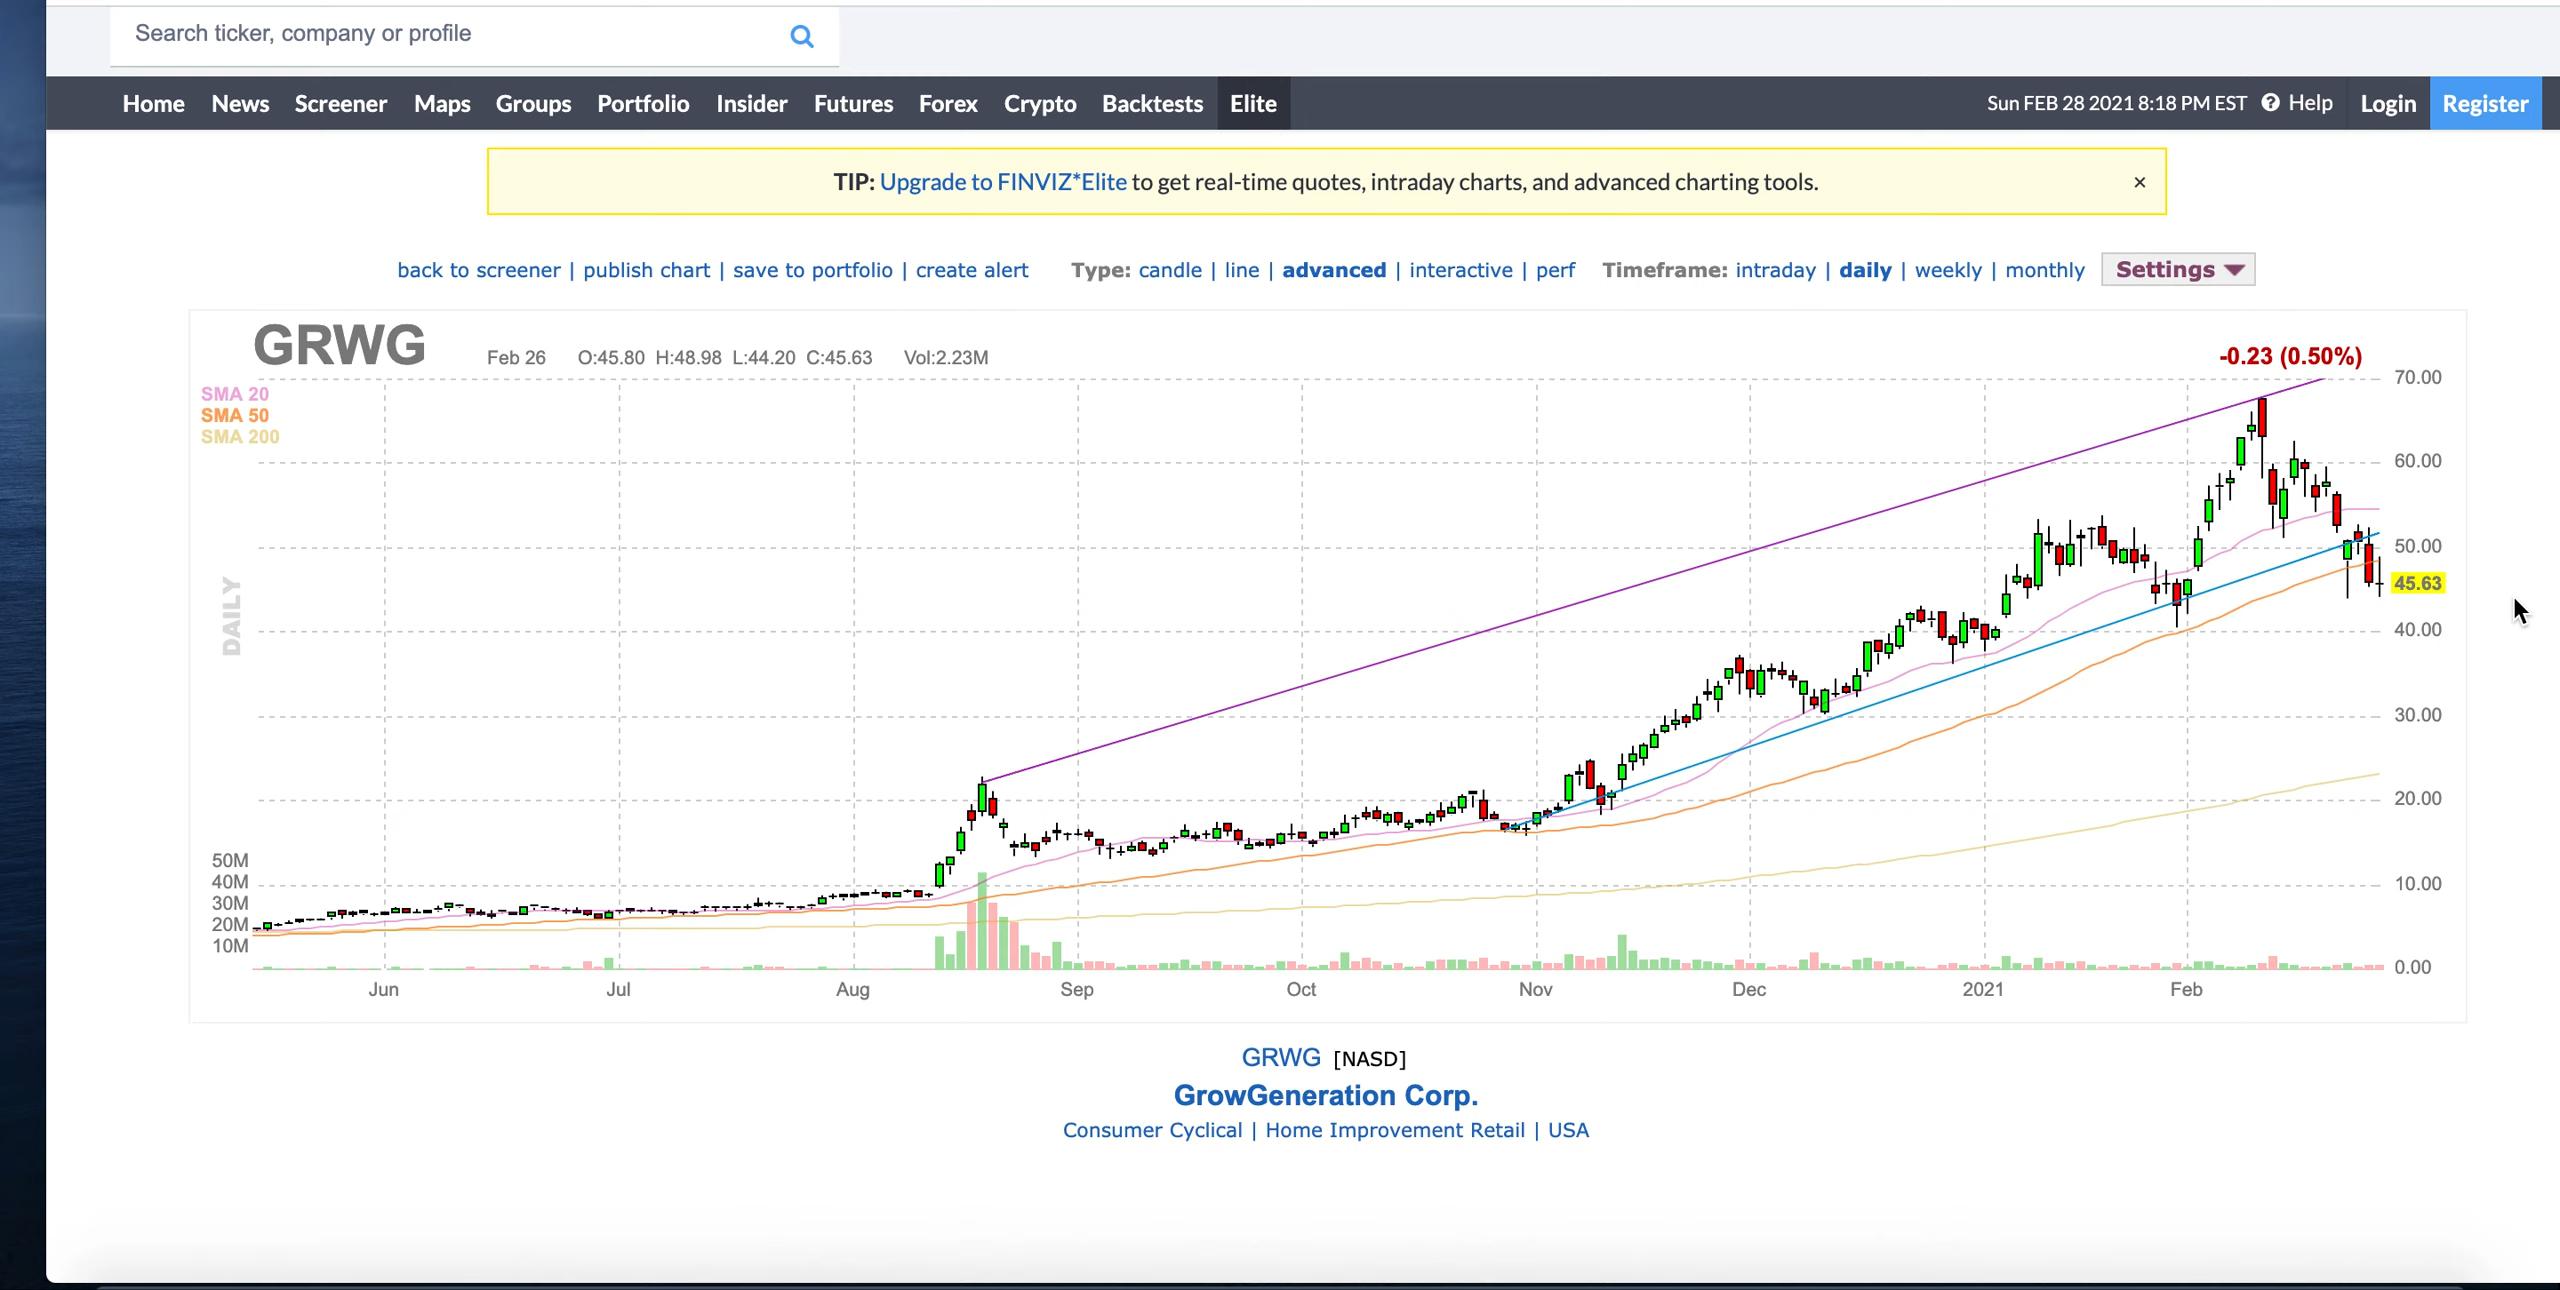 Search ticker, company or profile
Home News Screener Maps Groups Portfolio Insider Futures Forex Crypto Backtests Elite Sun FEB 28 2021 8:18 PM EST ? Help Login Register
TIP: Upgrade to FINVIZ*Elite to get real-time quotes, intraday charts, and advanced charting tools. ×
back to screener | publish chart | save to portfolio | create alert Type: candle | line | advanced | interactive | perf Timeframe: intraday | daily | weekly | monthly Settings
GRWG Feb 26 O:45.80 H:48.98 L:44.20 C:45.63 Vol:2.23M -0.23 (0.50%)
SMA 20
SMA 50
SMA 200
DAILY
70.00
60.00
50.00
45.63
40.00
30.00
20.00
10.00
0.00
50M
40M
30M
20M
10M
Jun Jul Aug Sep Oct Nov Dec 2021 Feb
GRWG [NASD]
GrowGeneration Corp.
Consumer Cyclical | Home Improvement Retail | USA